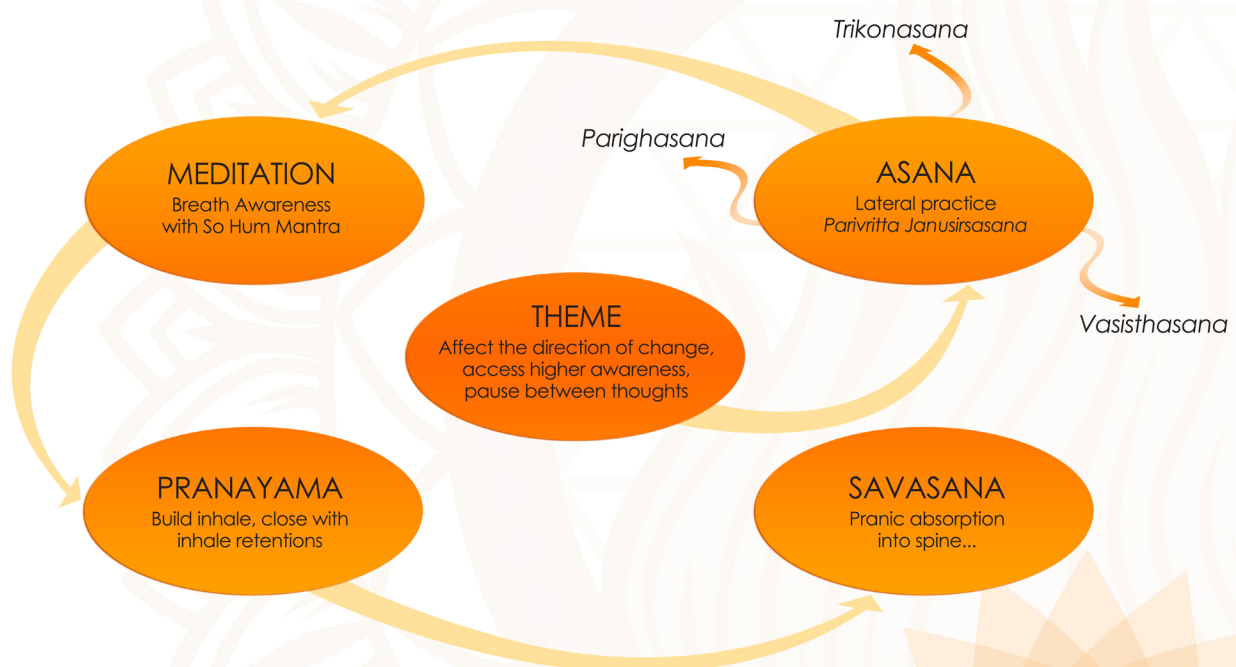 Trikonasana
Parighasana
MEDITATION
Breath Awareness
with So Hum Mantra
ASANA
Lateral practice
Parivritta Janusirsasana
Vasisthasana
THEME
Affect the direction of change,
access higher awareness,
pause between thoughts
PRANAYAMA
Build inhale, close with
inhale retentions
SAVASANA
Pranic absorption
into spine...